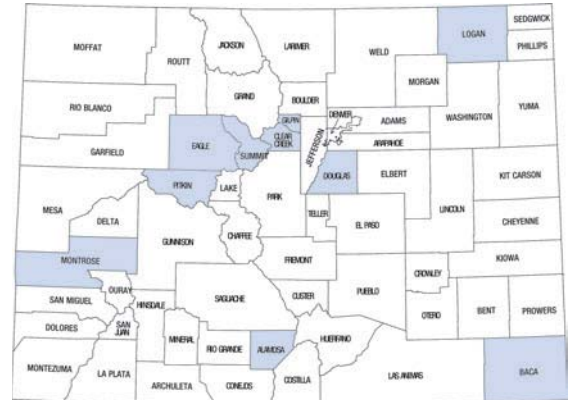 SEDGWICK
LOGAN
JACKSON
LARIMER
MOFFAT
WELD
PHILLIPS
ROUTT
MORGAN
GRAND
BOULDER
RIO BLANCO
WASHINGTON
YUMA
DENVER
GILPIN
ADAMS
CLEAR
CREEK
EAGLE
ARAPAHOE
GARFIELD
SUMMIT
JEFFERSON
DOUGLAS
ELBERT
KIT CARSON
PITKIN
LAKE
PARK
MESA
DELTA
TELLER
LINCOLN
EL PASO
CHEYENNE
CHAFFEE
GUNNISON
FREMONT
KIOWA
MONTROSE
CROWLEY
OURAY
SAGUACHE
CUSTER
PUEBLO
SAN MIGUEL
HINSDALE
OTERO
BENT
PROWERS
DOLORES
SAN
JUAN
MINERAL
RIO GRANDE
ALAMOSA
HUERFANO
MONTEZUMA
LA PLATA
ARCHULETA
CONEJOS
COSTILLA
LAS ANIMAS
BACA